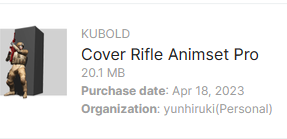 KUBOLD
Cover Rifle Animset Pro
20.1 MB
Purchase date: Apr 18, 2023
Organization: yunhiruki(Personal)